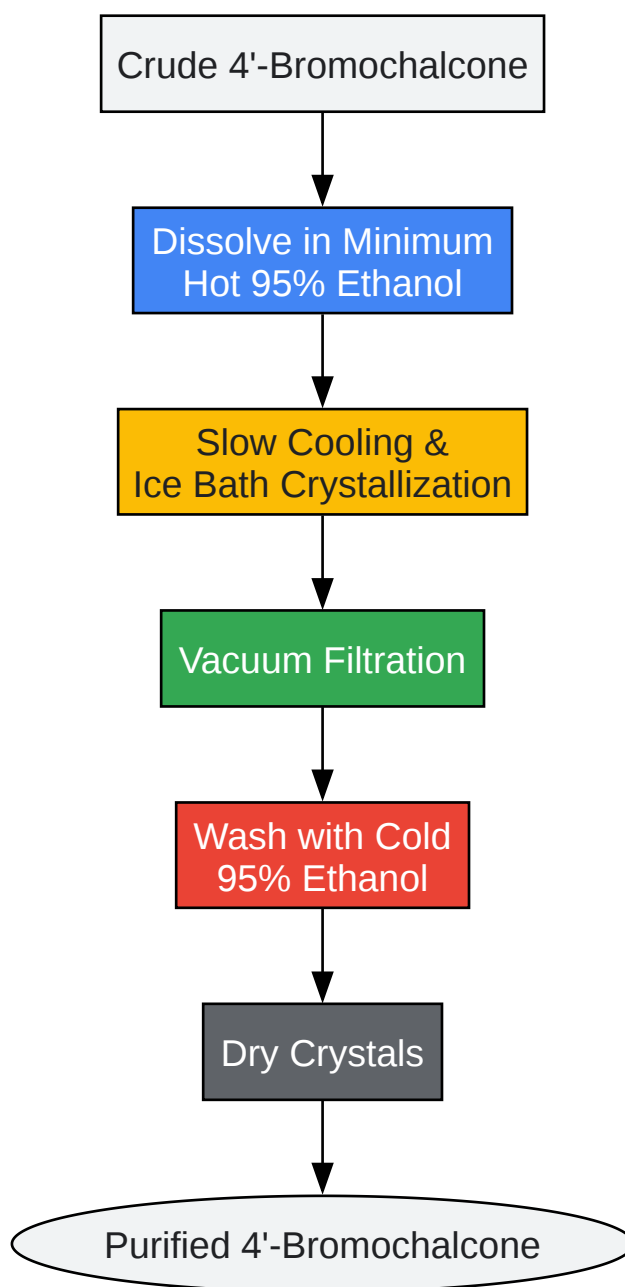 Crude 4'-Bromochalcone
Dissolve in Minimum
Hot 95% Ethanol
Slow Cooling &
Ice Bath Crystallization
Vacuum Filtration
Wash with Cold
95% Ethanol
Dry Crystals
Purified 4'-Bromochalcone